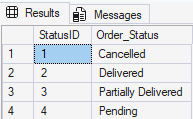 Results Messages
StatusID Order_Status
1 1 Cancelled
2 2 Delivered
3 3 Partially Delivered
4 4 Pending